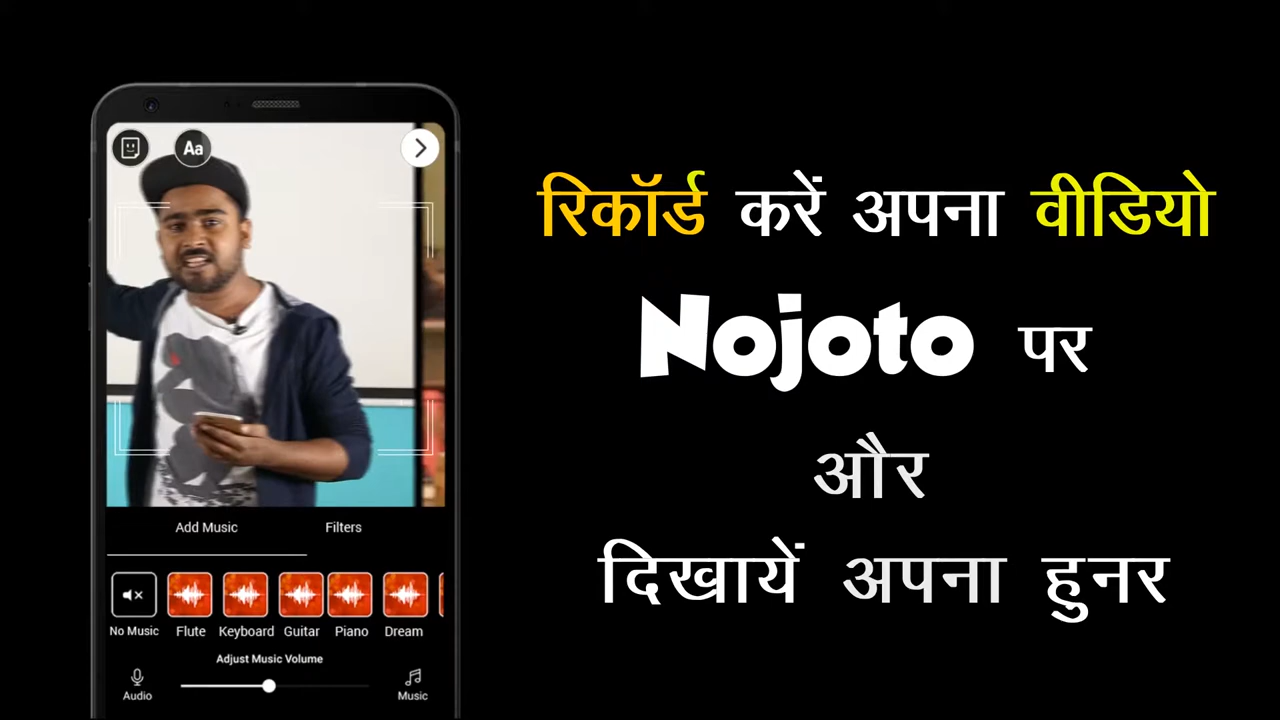 Aa
रिकॉर्ड करें अपना वीडियो
Nojoto पर
और
दिखायें अपना हुनर
Add Music Filters
No Music Flute Keyboard Guitar Piano Dream
Adjust Music Volume
Audio Music